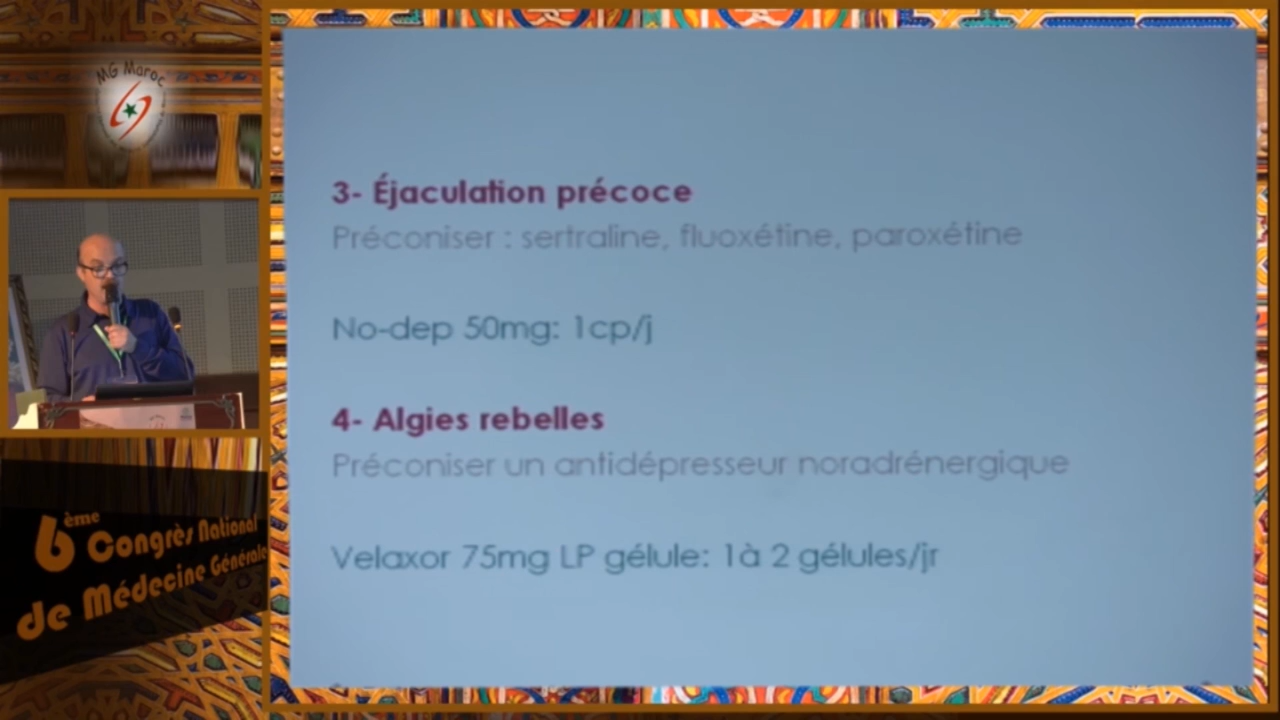 MG Maroc
3- Éjaculation précoce
Préconiser : sertraline, fluoxétine, paroxétine
No-dep 50mg: 1cp/j
4- Algies rebelles
Préconiser un antidépresseur noradrénergique
Velaxor 75mg LP gélule: 1à 2 gélules/jr
6ème Congrès National
de Médecine Générale